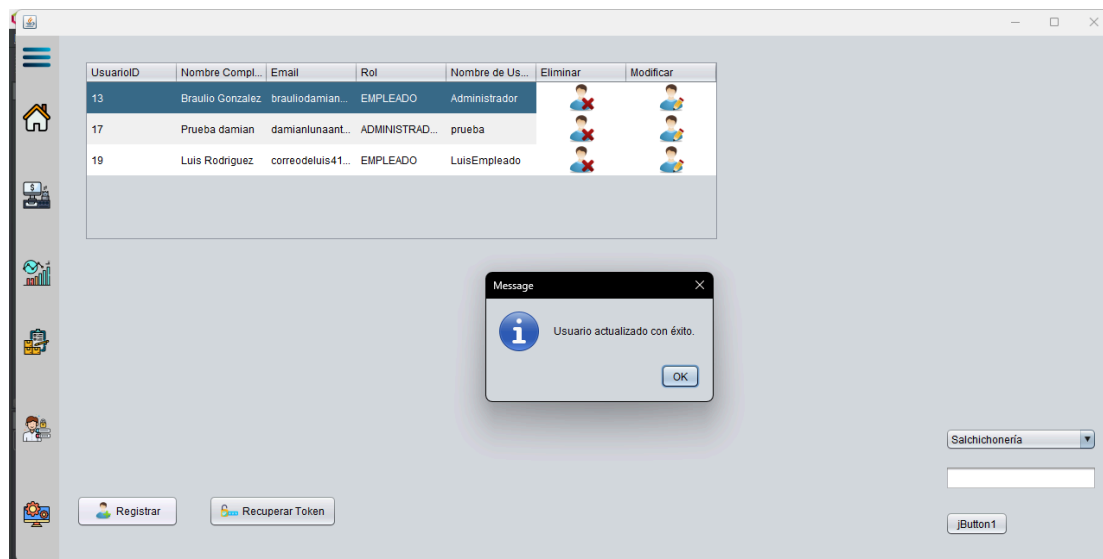 UsuarioID Nombre Compl... Email Rol Nombre de Us... Eliminar Modificar
13 Braulio Gonzalez brauliodamian... EMPLEADO Administrador
17 Prueba damian damianlunaant... ADMINISTRAD... prueba
19 Luis Rodriguez correodeluis41... EMPLEADO LuisEmpleado
Message
Usuario actualizado con éxito.
OK
Salchichonería
Registrar Recuperar Token
jButton1